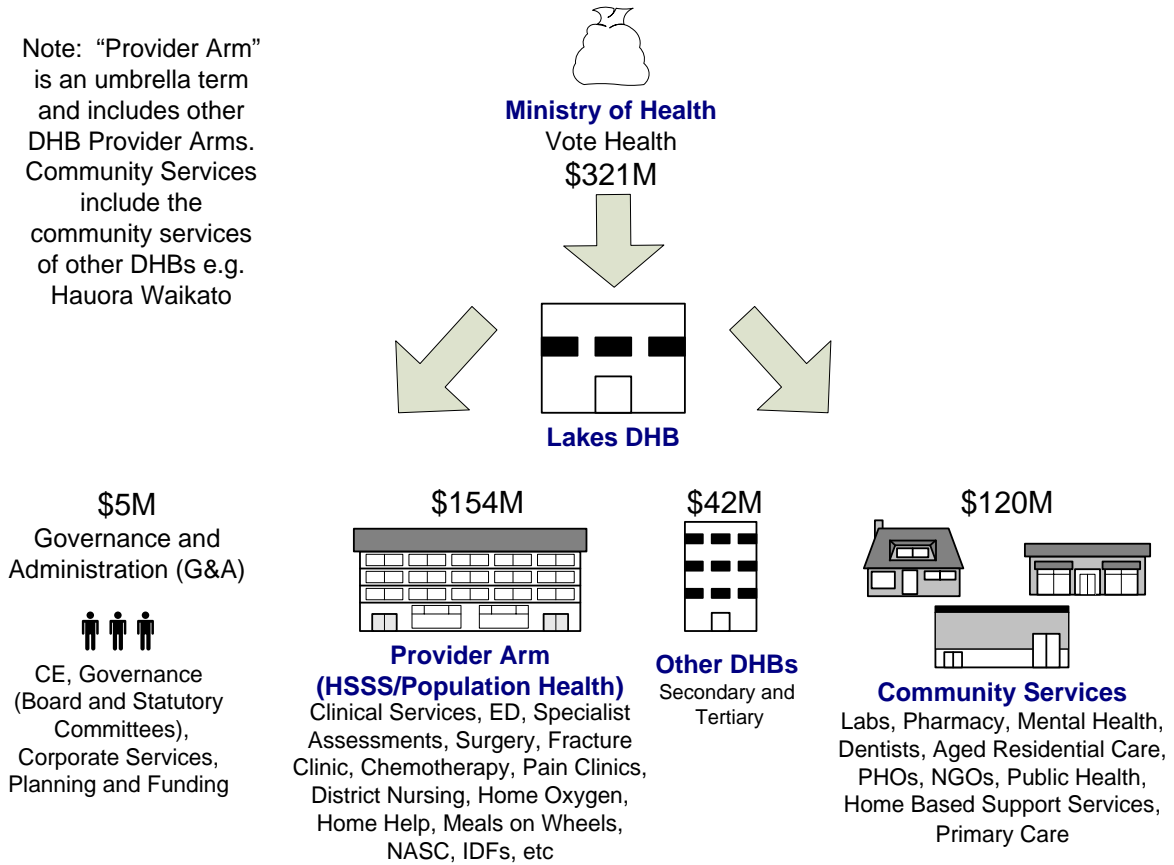 Note: “Provider Arm”
is an umbrella term
and includes other
DHB Provider Arms.
Community Services
include the
community services
of other DHBs e.g.
Hauora Waikato
Ministry of Health
Vote Health
$321M
Lakes DHB
$5M
Governance and
Administration (G&A)
CE, Governance
(Board and Statutory
Committees),
Corporate Services,
Planning and Funding
$154M
Provider Arm
(HSSS/Population Health)
Clinical Services, ED, Specialist
Assessments, Surgery, Fracture
Clinic, Chemotherapy, Pain Clinics,
District Nursing, Home Oxygen,
Home Help, Meals on Wheels,
NASC, IDFs, etc
$42M
Other DHBs
Secondary and
Tertiary
$120M
Community Services
Labs, Pharmacy, Mental Health,
Dentists, Aged Residential Care,
PHOs, NGOs, Public Health,
Home Based Support Services,
Primary Care